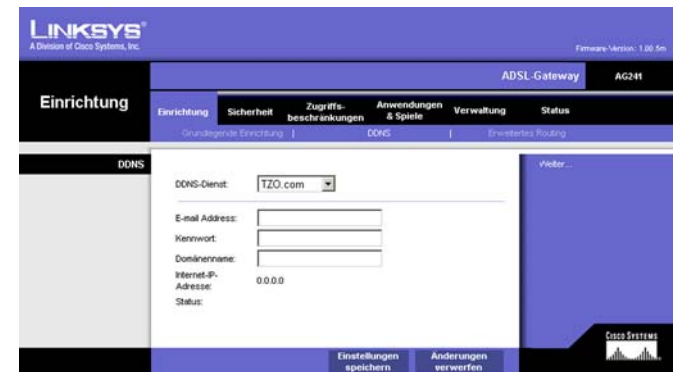 LINKSYS®
A Division of Cisco Systems, Inc.
Firmware-Version: 1.00.5m
ADSL-Gateway AG241
Einrichtung
Einrichtung Sicherheit Zugriffs-beschränkungen Anwendungen & Spiele Verwaltung Status
Grundlegende Einrichtung | DDNS | Erweitertes Routing
DDNS
Weiter...
DDNS-Dienst: TZO.com
E-mail Address:
Kennwort:
Domänenname:
Internet-IP-
Adresse: 0.0.0.0
Status:
CISCO SYSTEMS
Einstellungen speichern Änderungen verwerfen